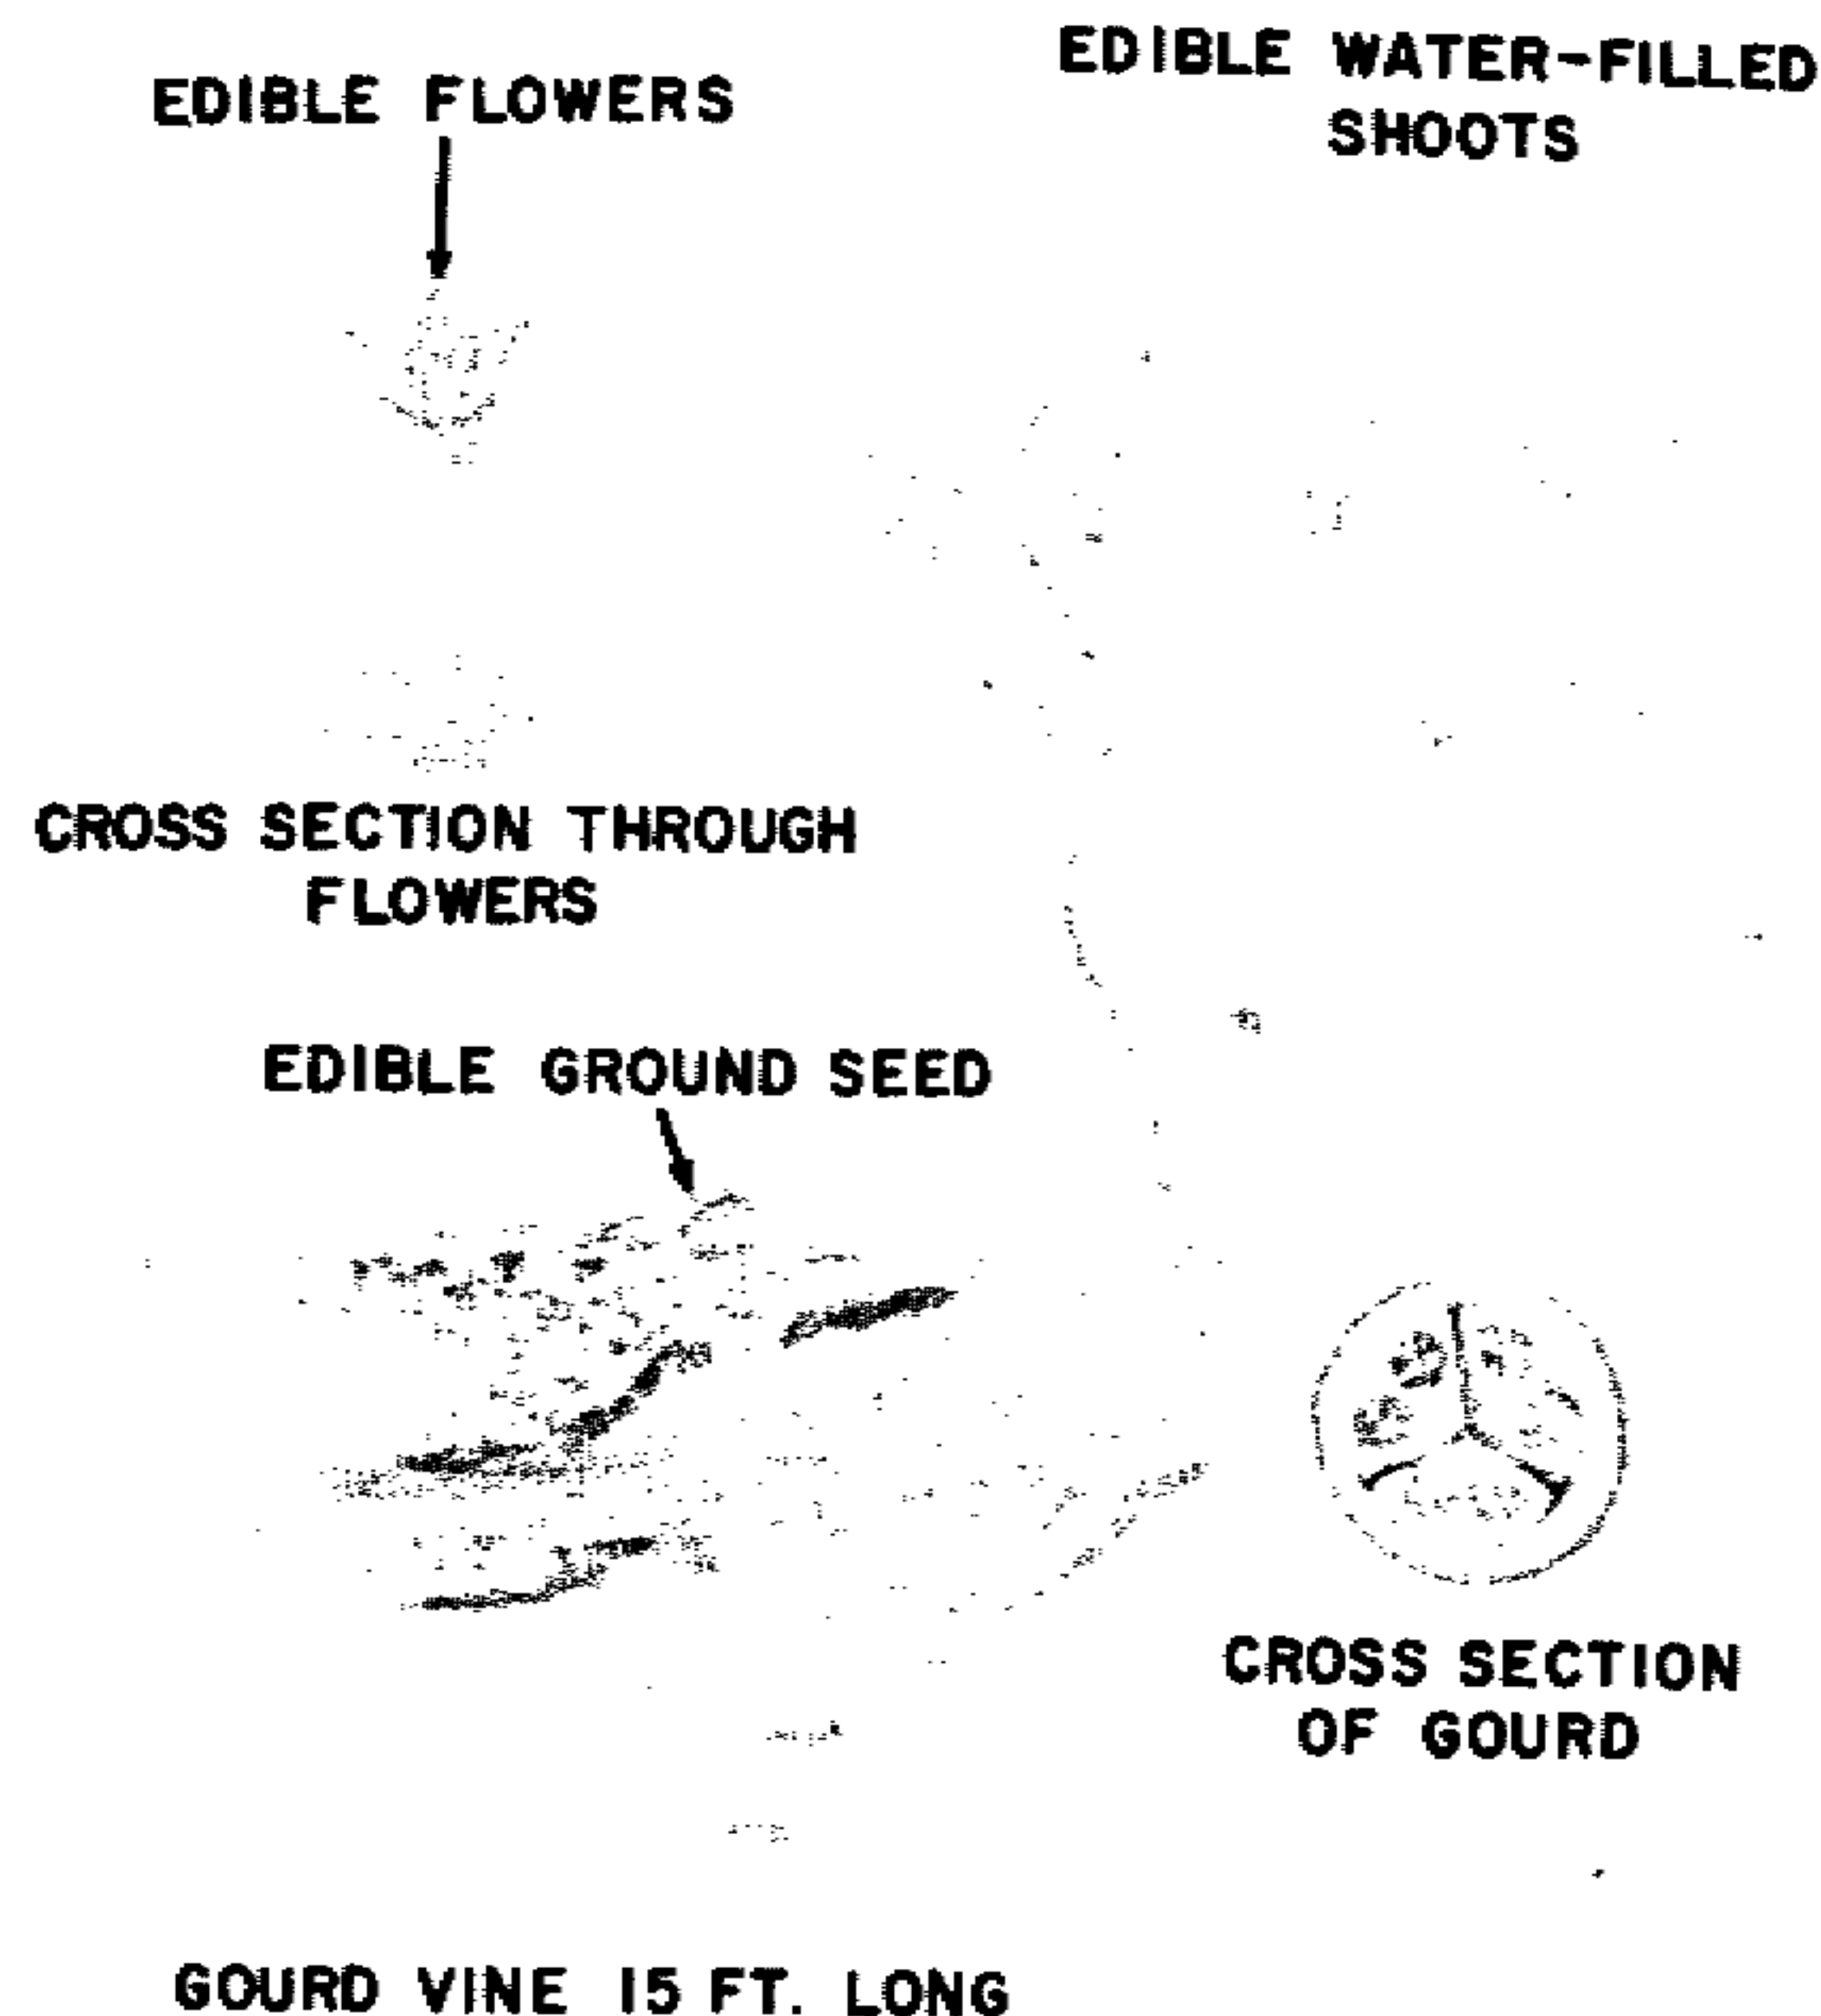 EDIBLE FLOWERS
EDIBLE WATER-FILLED
SHOOTS
CROSS SECTION THROUGH
FLOWERS
EDIBLE GROUND SEED
CROSS SECTION
OF GOURD
GOURD VINE 15 FT. LONG